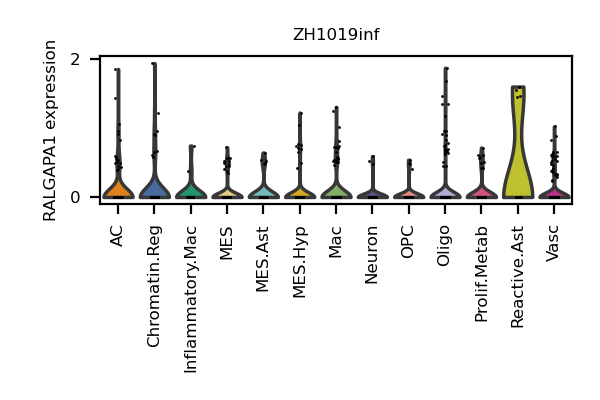 ZH1019inf
RALGAPA1 expression
2
0
AC
Chromatin.Reg
Inflammatory.Mac
MES
MES.Ast
MES.Hyp
Mac
Neuron
OPC
Oligo
Prolif.Metab
Reactive.Ast
Vasc